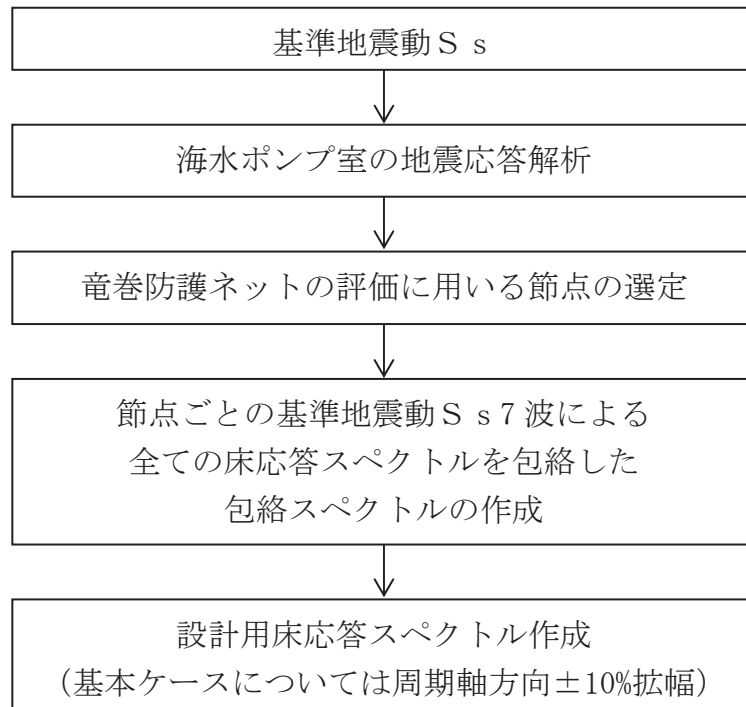 基準地震動Ｓｓ
海水ポンプ室の地震応答解析
竜巻防護ネットの評価に用いる節点の選定
節点ごとの基準地震動Ｓｓ７波による
全ての床応答スペクトルを包絡した
包絡スペクトルの作成
設計用床応答スペクトル作成
（基本ケースについては周期軸方向±10%拡幅）